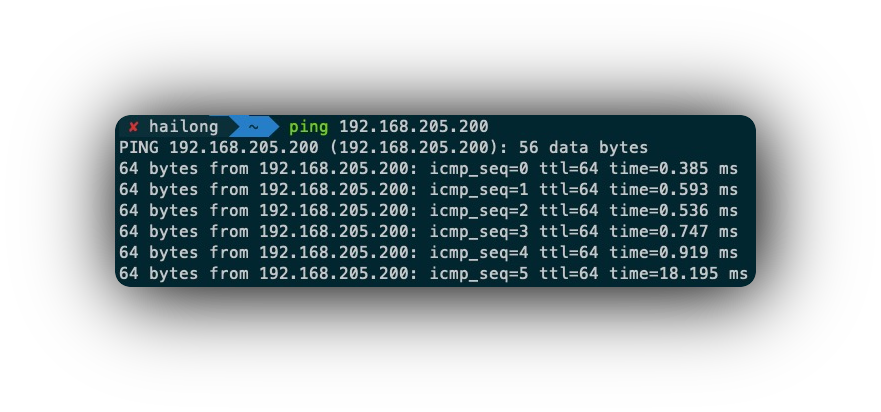 ✘ hailong ~ ping 192.168.205.200
PING 192.168.205.200 (192.168.205.200): 56 data bytes
64 bytes from 192.168.205.200: icmp_seq=0 ttl=64 time=0.385 ms
64 bytes from 192.168.205.200: icmp_seq=1 ttl=64 time=0.593 ms
64 bytes from 192.168.205.200: icmp_seq=2 ttl=64 time=0.536 ms
64 bytes from 192.168.205.200: icmp_seq=3 ttl=64 time=0.747 ms
64 bytes from 192.168.205.200: icmp_seq=4 ttl=64 time=0.919 ms
64 bytes from 192.168.205.200: icmp_seq=5 ttl=64 time=18.195 ms